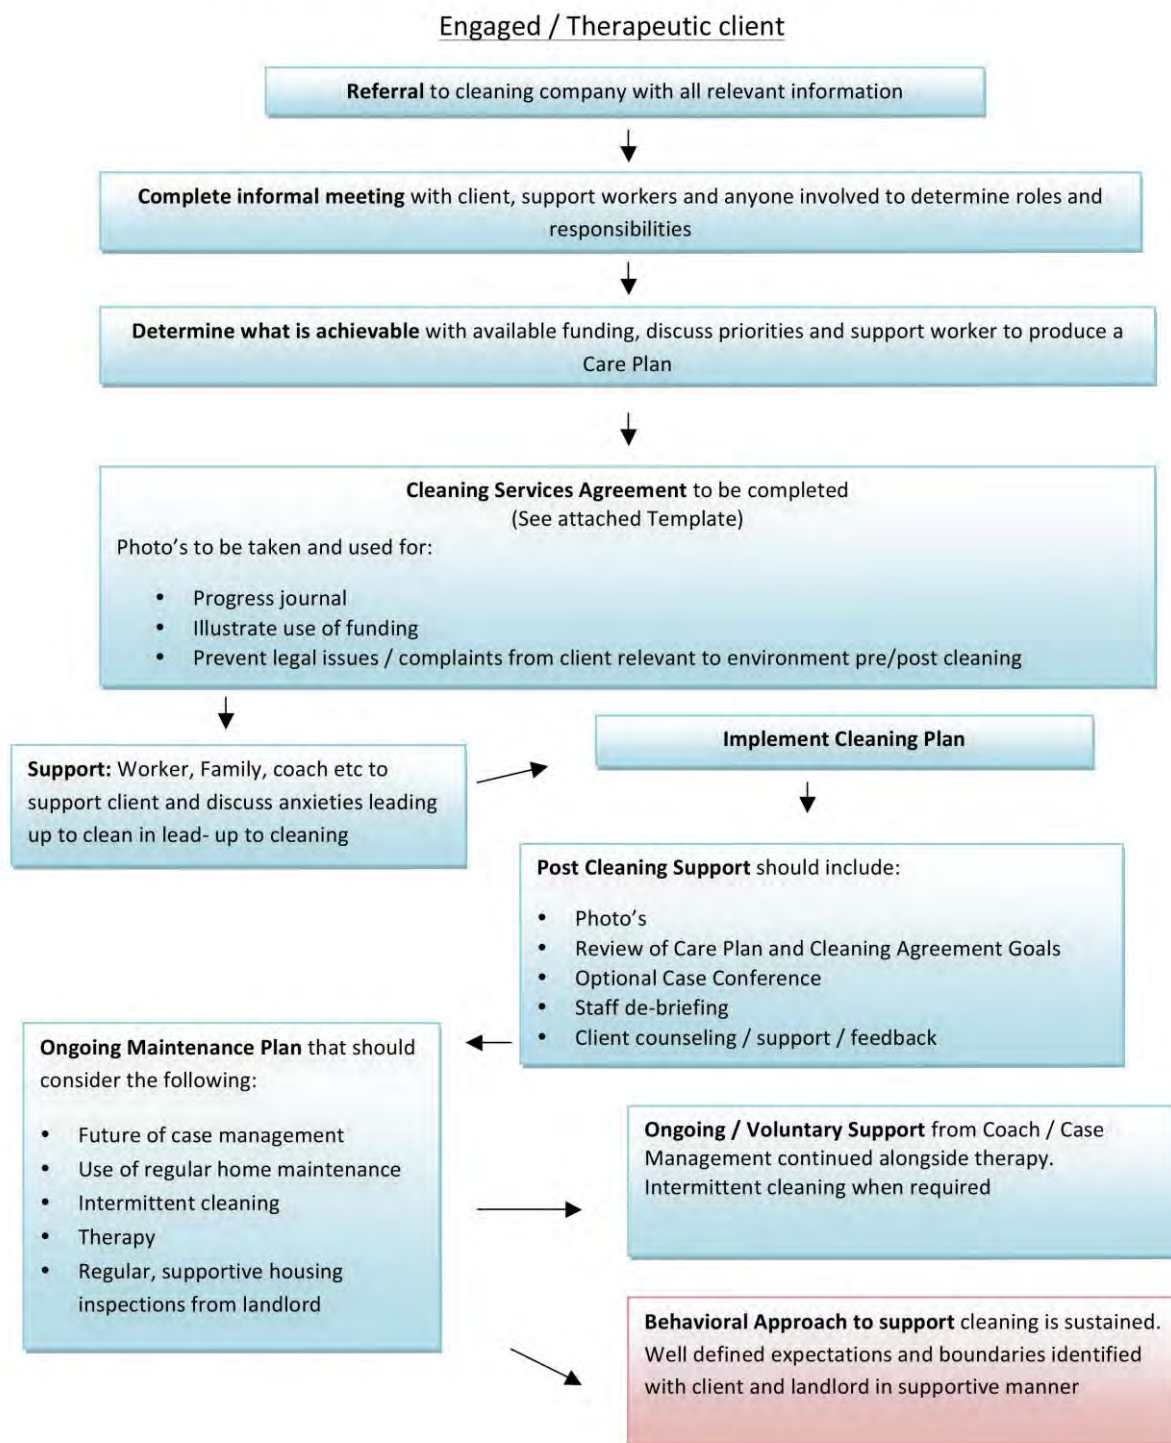 Engaged / Therapeutic client
Referral to cleaning company with all relevant information
Complete informal meeting with client, support workers and anyone involved to determine roles and
responsibilities
Determine what is achievable with available funding, discuss priorities and support worker to produce a
Care Plan
Cleaning Services Agreement to be completed
(See attached Template)
Photo’s to be taken and used for:
• Progress journal
• Illustrate use of funding
• Prevent legal issues / complaints from client relevant to environment pre/post cleaning
Support: Worker, Family, coach etc to
support client and discuss anxieties leading
up to clean in lead- up to cleaning
Implement Cleaning Plan
Post Cleaning Support should include:
• Photo’s
• Review of Care Plan and Cleaning Agreement Goals
• Optional Case Conference
• Staff de-briefing
• Client counseling / support / feedback
Ongoing Maintenance Plan that should
consider the following:
• Future of case management
• Use of regular home maintenance
• Intermittent cleaning
• Therapy
• Regular, supportive housing
inspections from landlord
Ongoing / Voluntary Support from Coach / Case
Management continued alongside therapy.
Intermittent cleaning when required
Behavioral Approach to support cleaning is sustained.
Well defined expectations and boundaries identified
with client and landlord in supportive manner